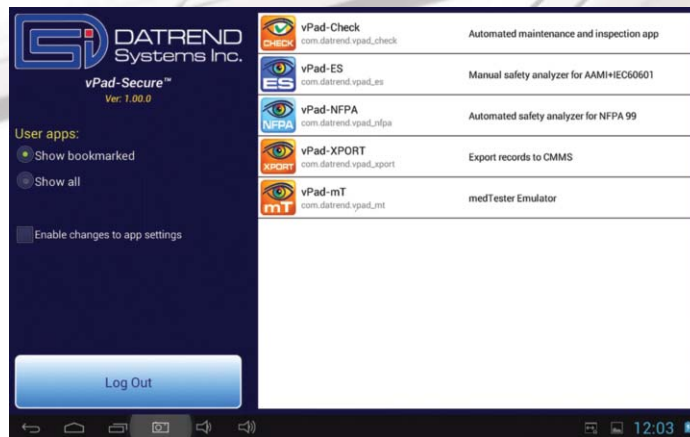 DATREND
Systems Inc.
vPad-Secure™
Ver: 1.00.0
User apps:
Show bookmarked
Show all
Enable changes to app settings
Log Out
CHECK
vPad-Check
com.datrend.vpad_check
Automated maintenance and inspection app
ES
vPad-ES
com.datrend.vpad_es
Manual safety analyzer for AAMI+IEC60601
NFPA
vPad-NFPA
com.datrend.vpad_nfpa
Automated safety analyzer for NFPA 99
XPORT
vPad-XPORT
com.datrend.vpad_xport
Export records to CMMS
mT
vPad-mT
com.datrend.vpad_mt
medTester Emulator
12:03